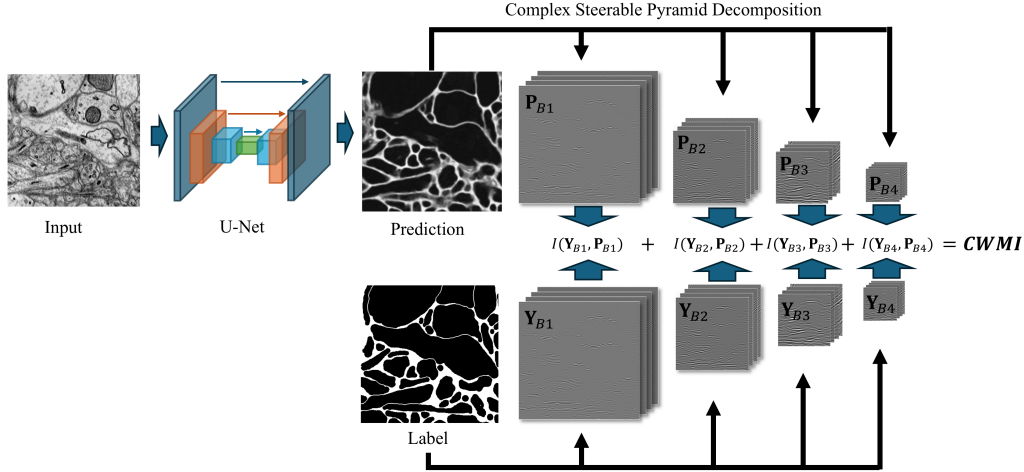 Complex Steerable Pyramid Decomposition
P_B1
P_B2
P_B3
P_B4
Input
U-Net
Prediction
I(Y_B1, P_B1) + I(Y_B2, P_B2) + I(Y_B3, P_B3) + I(Y_B4, P_B4) = CWMI
Y_B1
Y_B2
Y_B3
Y_B4
Label